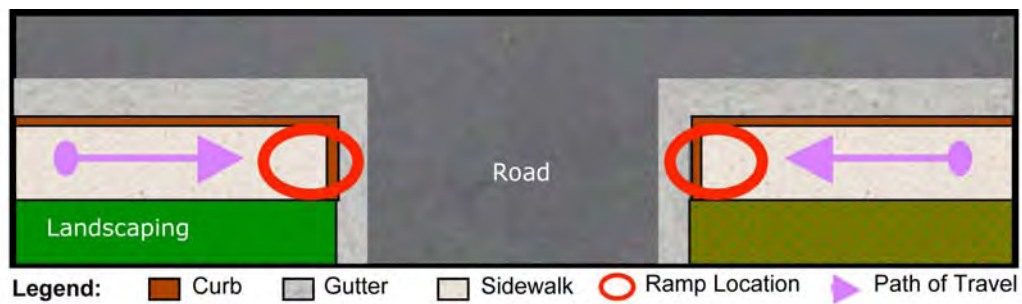 Road
Landscaping
Legend: Curb Gutter Sidewalk Ramp Location Path of Travel